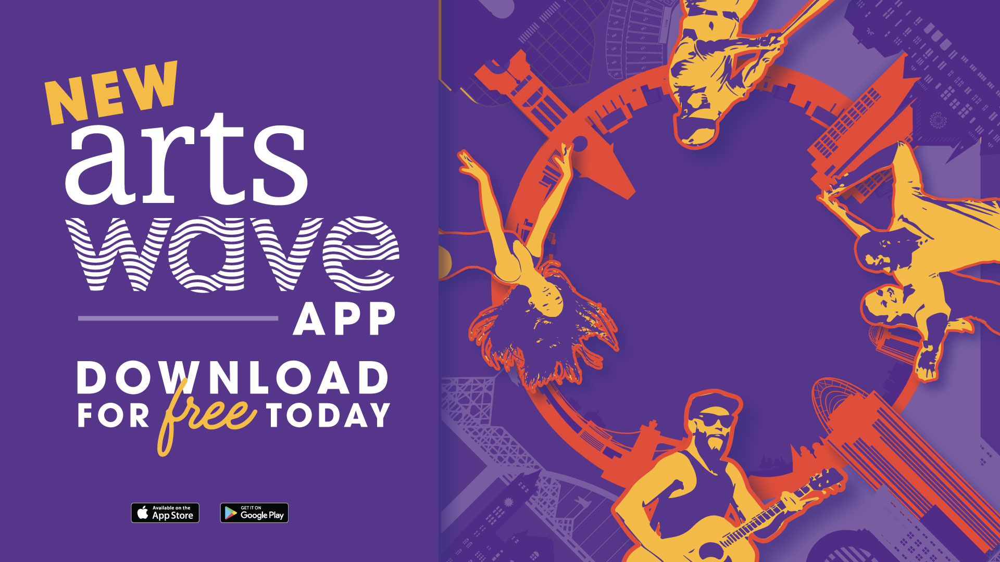 NEW
arts
wave
APP
DOWNLOAD
FOR free TODAY
Available on the
App Store
GET IT ON
Google Play